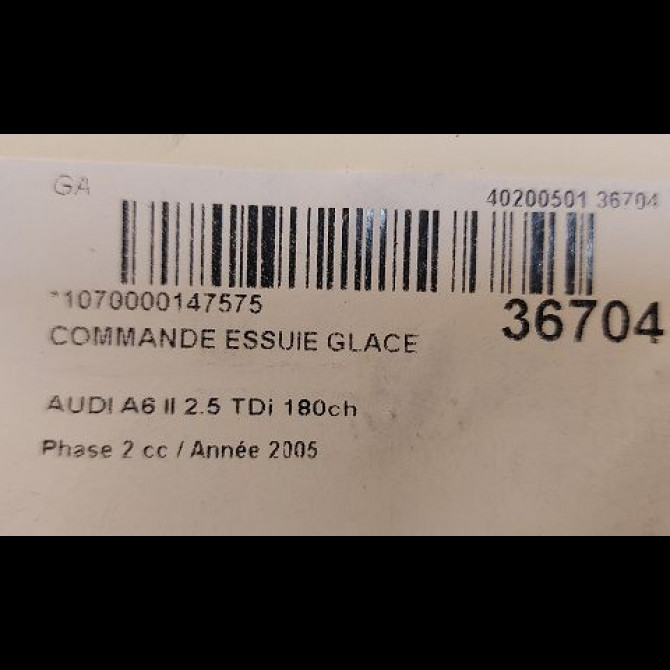 GA
40200501 36704
*1070000147575
36704
COMMANDE ESSUIE GLACE
AUDI A6 II 2.5 TDi 180ch
Phase 2 cc / Année 2005